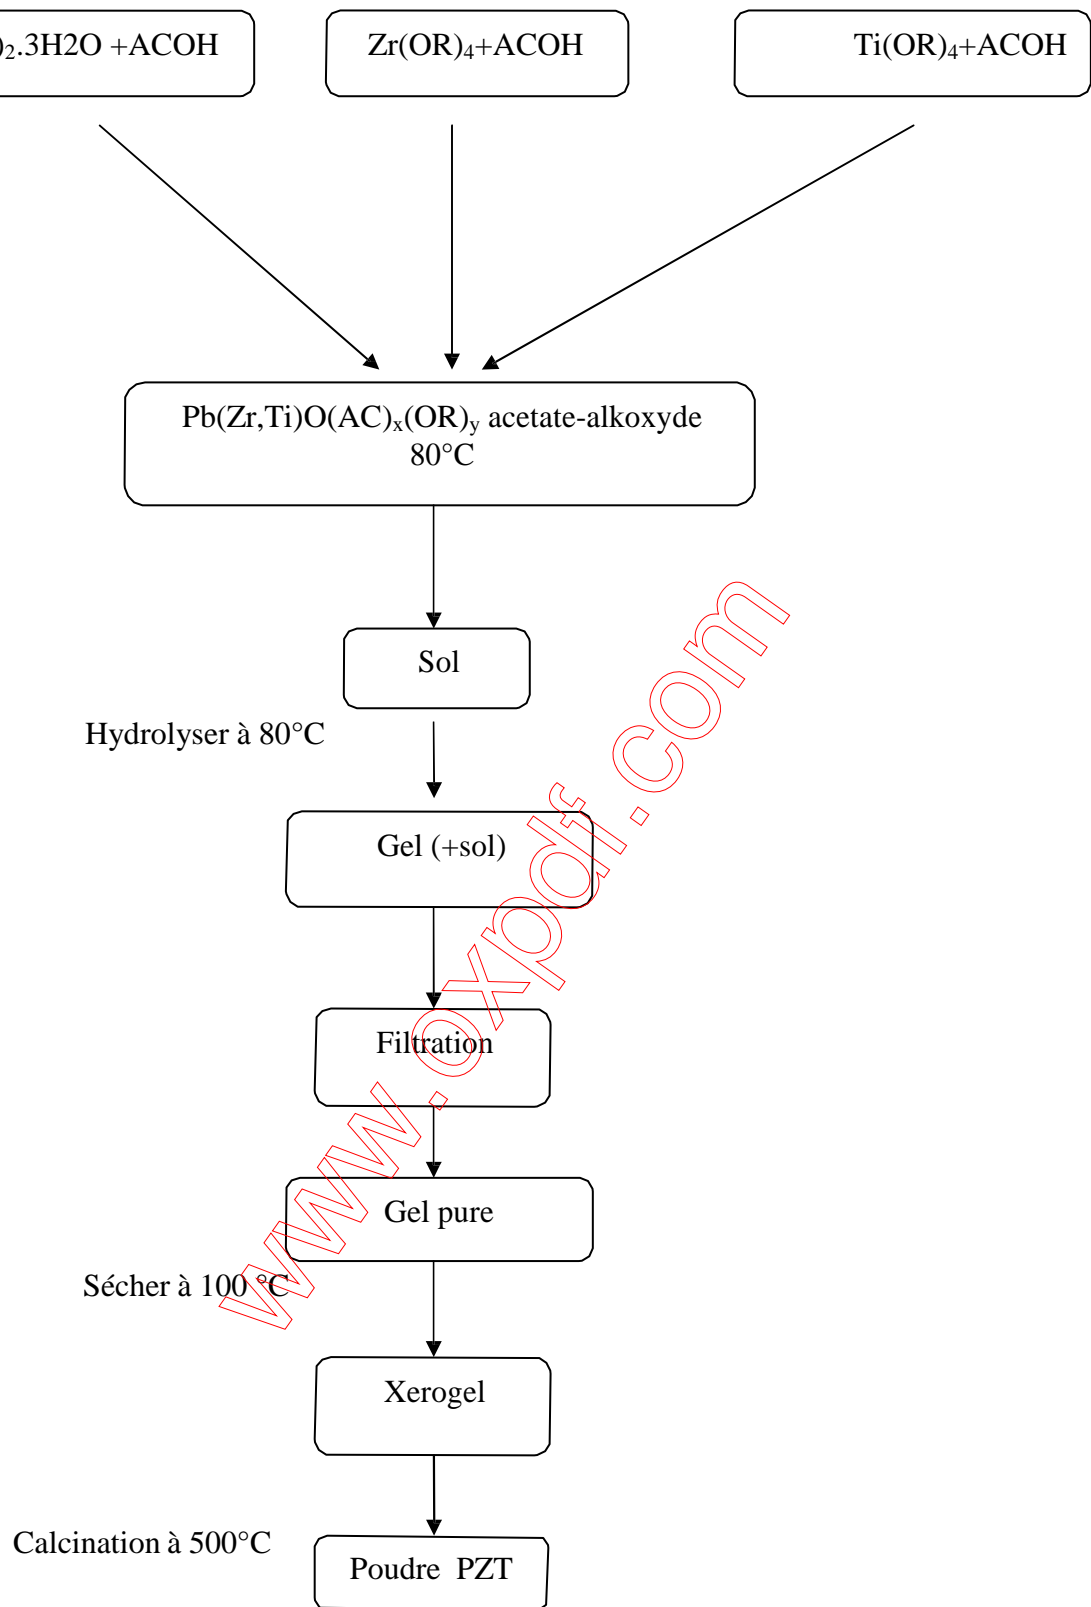 )₂.3H2O +ACOH
Zr(OR)₄+ACOH
Ti(OR)₄+ACOH
Pb(Zr,Ti)O(AC)ₓ(OR)ᵧ acetate-alkoxyde
80°C
Sol
Hydrolyser à 80°C
Gel (+sol)
Filtration
Gel pure
Sécher à 100 °C
Xerogel
Calcination à 500°C
Poudre PZT
www.oxpdf.com